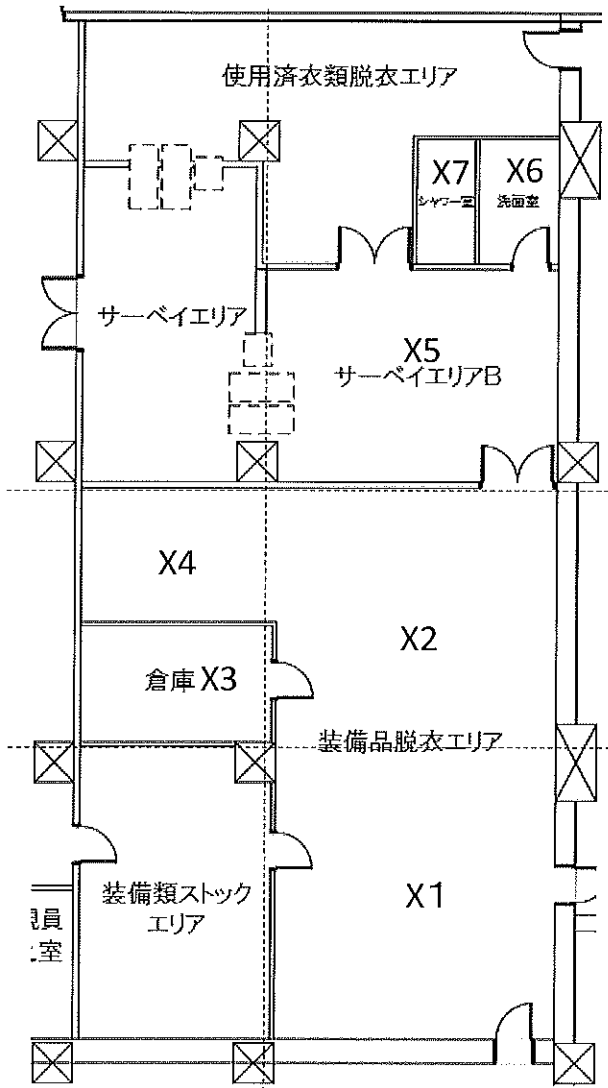 使用済衣類脱衣エリア
X7
シャワー室
X6
洗面室
サーベイエリア
X5
サーベイエリアB
X4
X2
倉庫 X3
装備品脱衣エリア
装備類ストック
エリア
X1
員
室